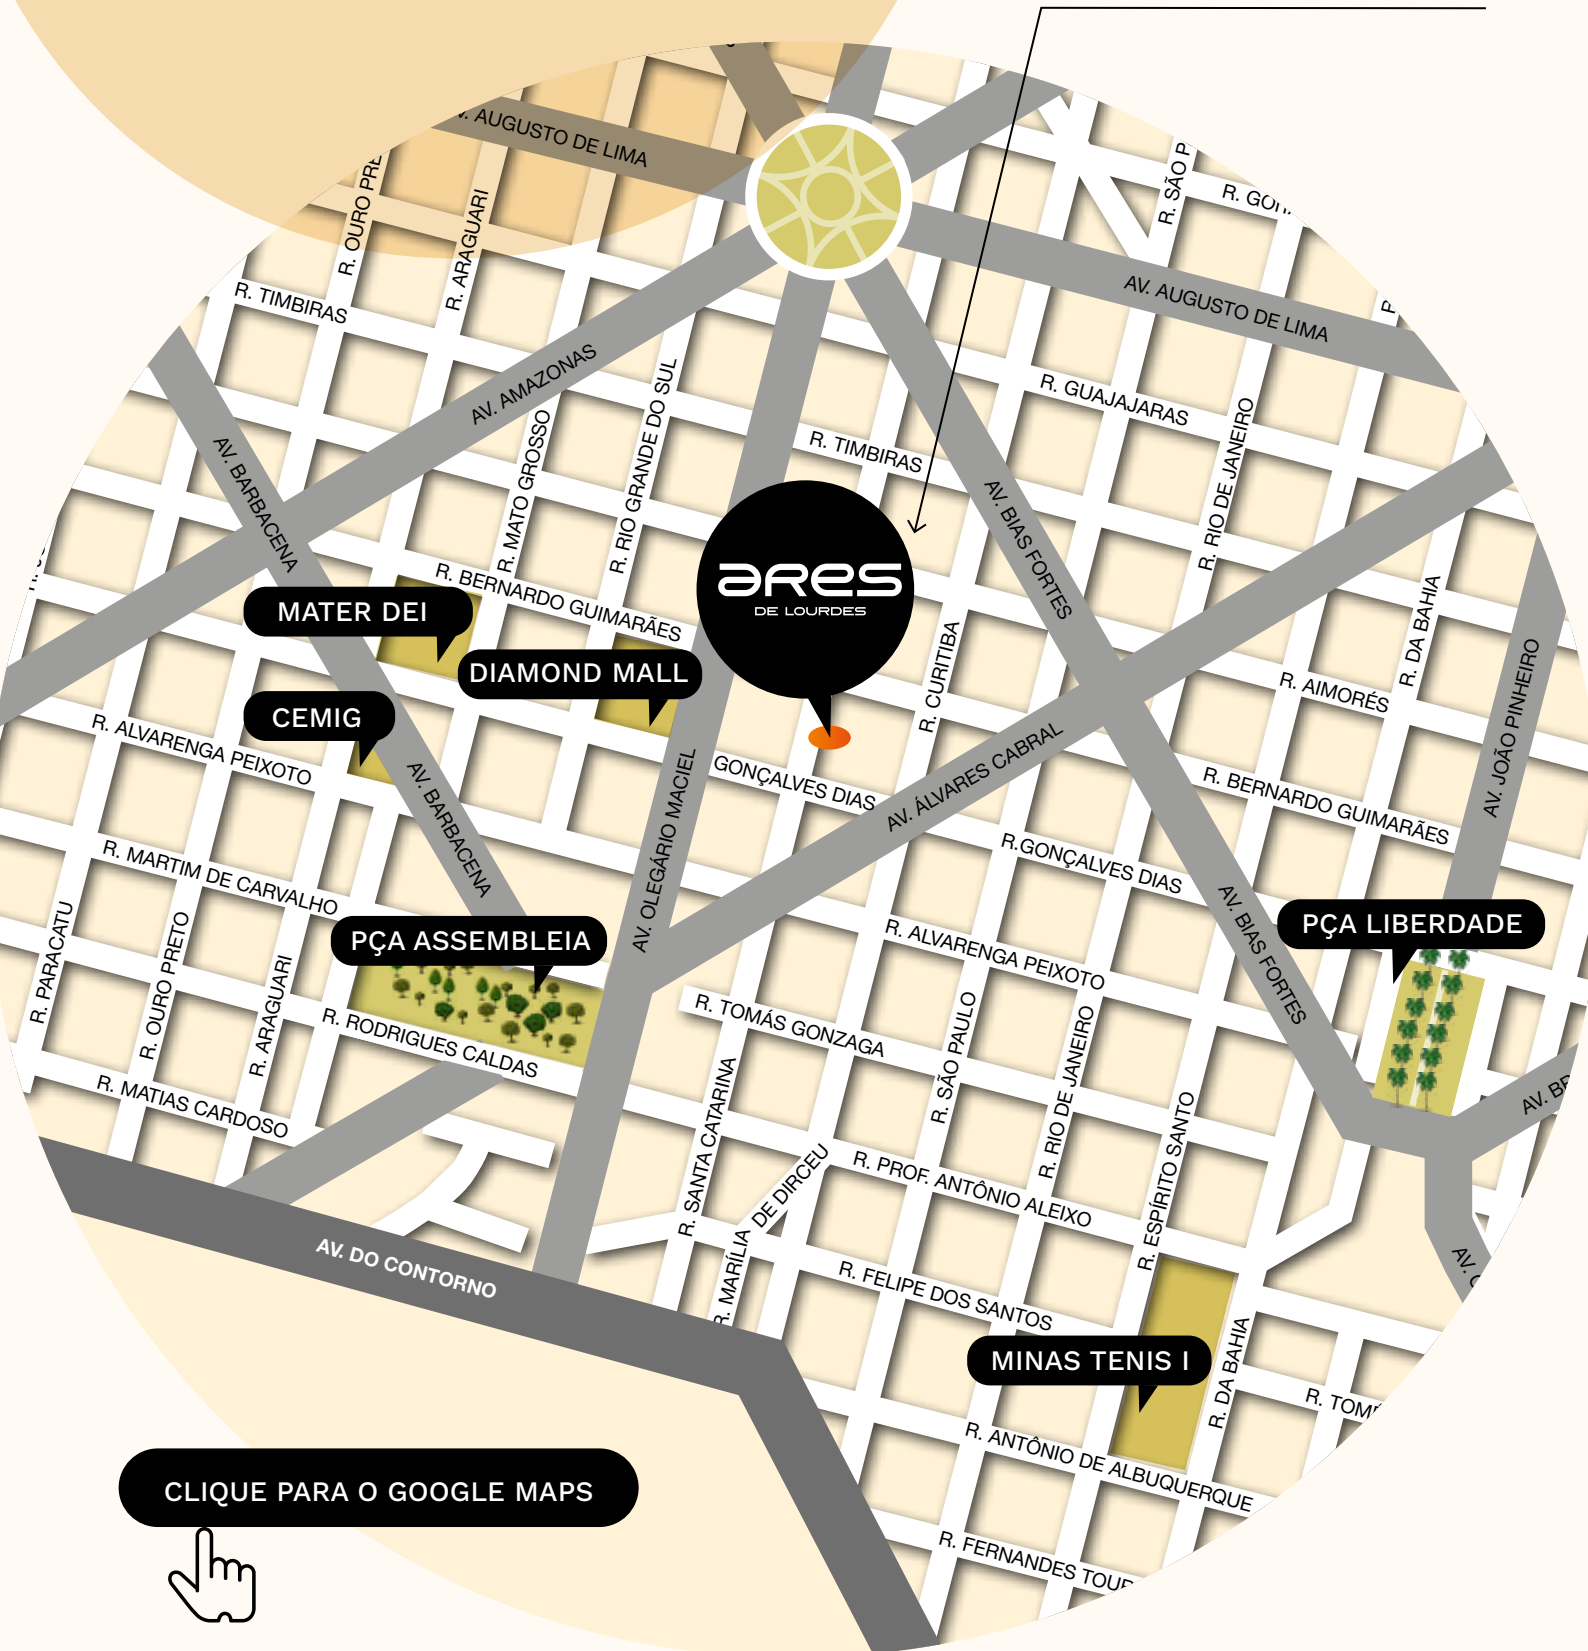 AUGUSTO DE LIMA
R. OURO PRE
R. ARAGUARI
R. SÃO P
R. TIMBIRAS
AV. AUGUSTO DE LIMA
AV. AMAZONAS
R. GUAJAJARAS
AV. BARBACENA
R. MATO GROSSO
R. RIO GRANDE DO SUL
R. TIMBIRAS
R. RIO DE JANEIRO
AV. BIAS FORTES
ares
DE LOURDES
R. BERNARDO GUIMARÃES
MATER DEI
DIAMOND MALL
CEMIG
R. CURITIBA
R. DA BAHIA
R. AIMORÉS
AV. JOÃO PINHEIRO
R. ALVARENGA PEIXOTO
AV. BARBACENA
AV. OLEGÁRIO MACIEL
GONÇALVES DIAS
AV. ÁLVARES CABRAL
R. BERNARDO GUIMARÃES
R.GONÇALVES DIAS
R. MARTIM DE CARVALHO
PÇA ASSEMBLEIA
R. ALVARENGA PEIXOTO
AV. BIAS FORTES
PÇA LIBERDADE
R. PARACATU
R. OURO PRETO
R. ARAGUARI
R. RODRIGUES CALDAS
R. TOMÁS GONZAGA
R. SÃO PAULO
R. RIO DE JANEIRO
R. MATIAS CARDOSO
R. SANTA CATARINA
R. MARÍLIA DE DIRCEU
R. PROF. ANTÔNIO ALEIXO
R. ESPÍRITO SANTO
AV. DO CONTORNO
R. FELIPE DOS SANTOS
MINAS TENIS I
R. DA BAHIA
R. ANTÔNIO DE ALBUQUERQUE
R. FERNANDES TOUR
CLIQUE PARA O GOOGLE MAPS